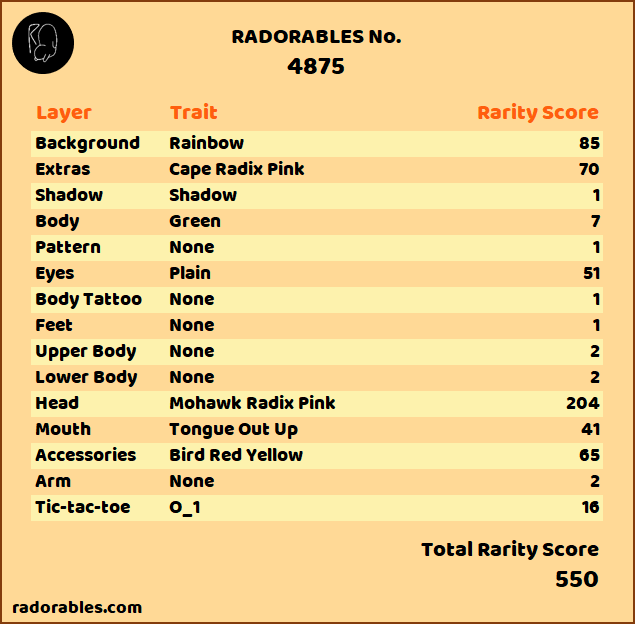 RADORABLES No.
4875
Layer Trait Rarity Score
Background Rainbow 85
Extras Cape Radix Pink 70
Shadow Shadow 1
Body Green 7
Pattern None 1
Eyes Plain 51
Body Tattoo None 1
Feet None 1
Upper Body None 2
Lower Body None 2
Head Mohawk Radix Pink 204
Mouth Tongue Out Up 41
Accessories Bird Red Yellow 65
Arm None 2
Tic-tac-toe O_1 16
Total Rarity Score
550
radorables.com